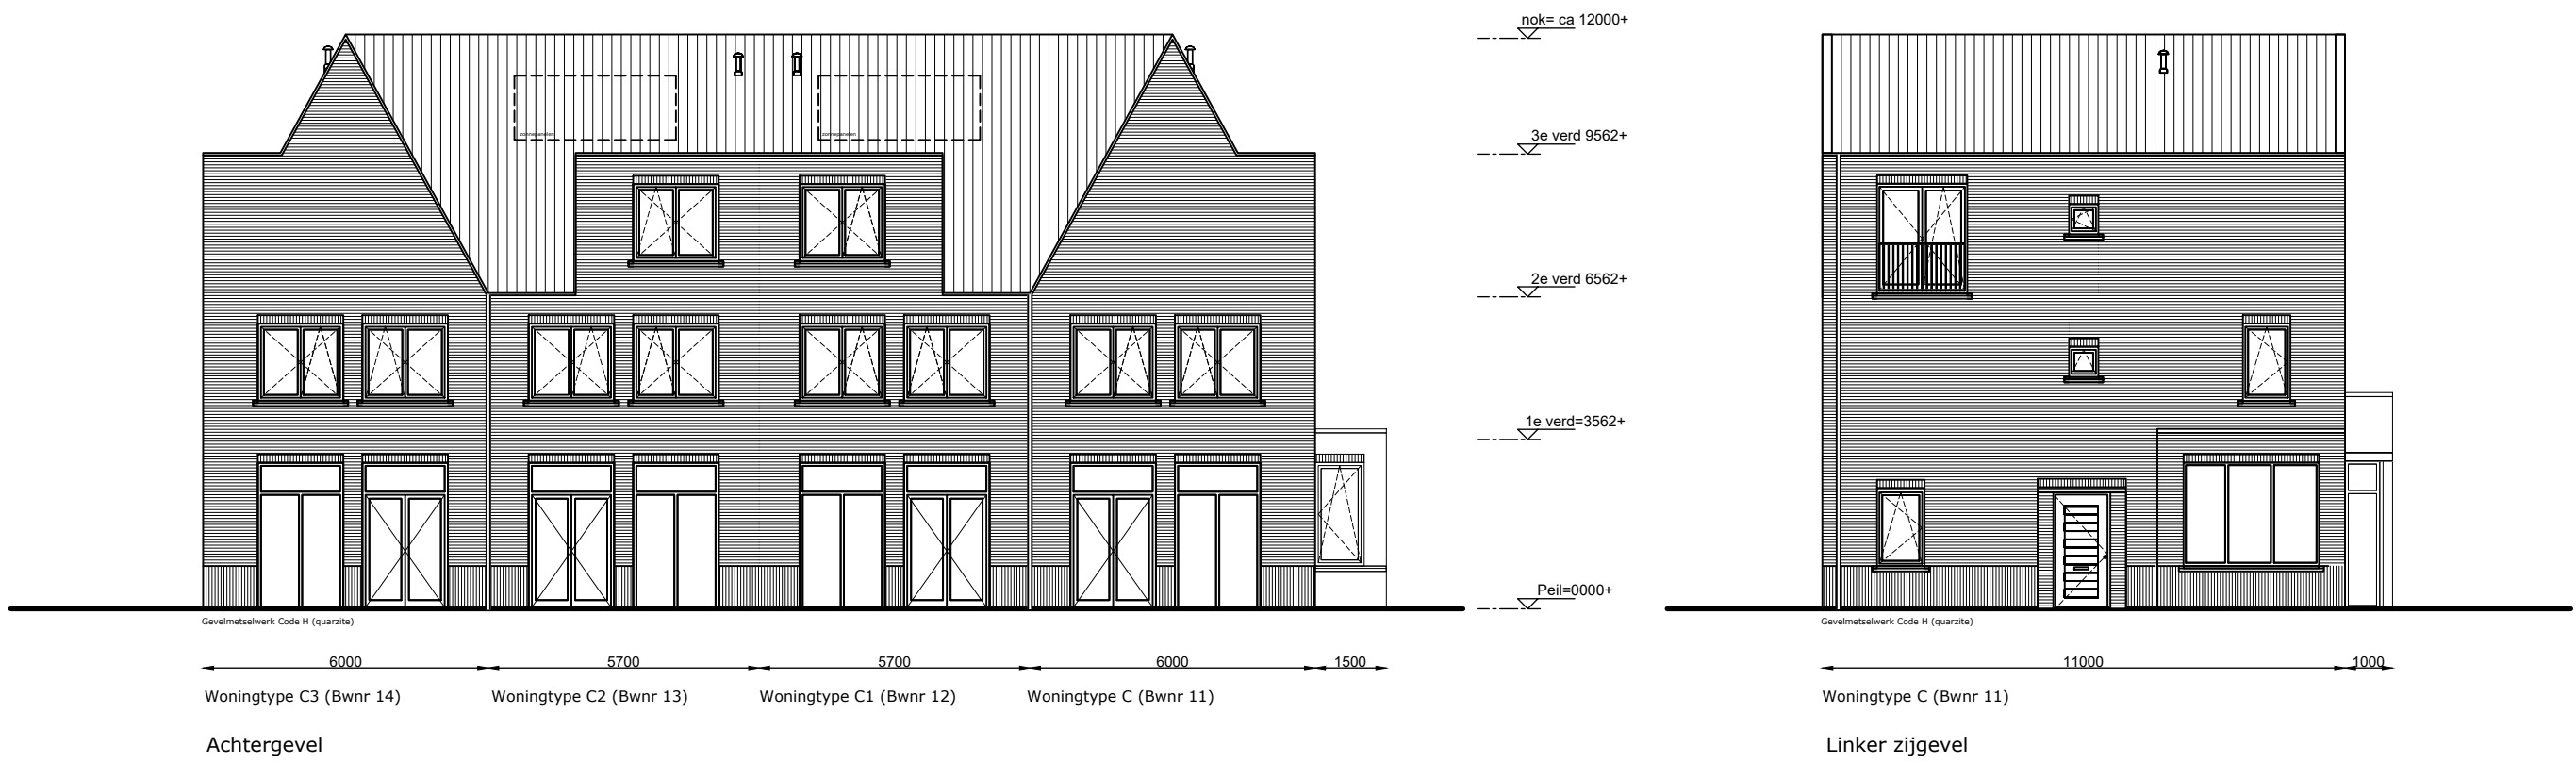 nok= ca 12000+
3e verd 9562+
2e verd 6562+
1e verd=3562+
Peil=0000+
zonnepanelen
zonnepanelen
Gevelmetselwerk Code H (quarzite)
Gevelmetselwerk Code H (quarzite)
6000 5700 5700 6000 1500
11000 1000
Woningtype C3 (Bwnr 14) Woningtype C2 (Bwnr 13) Woningtype C1 (Bwnr 12) Woningtype C (Bwnr 11)
Woningtype C (Bwnr 11)
Achtergevel
Linker zijgevel